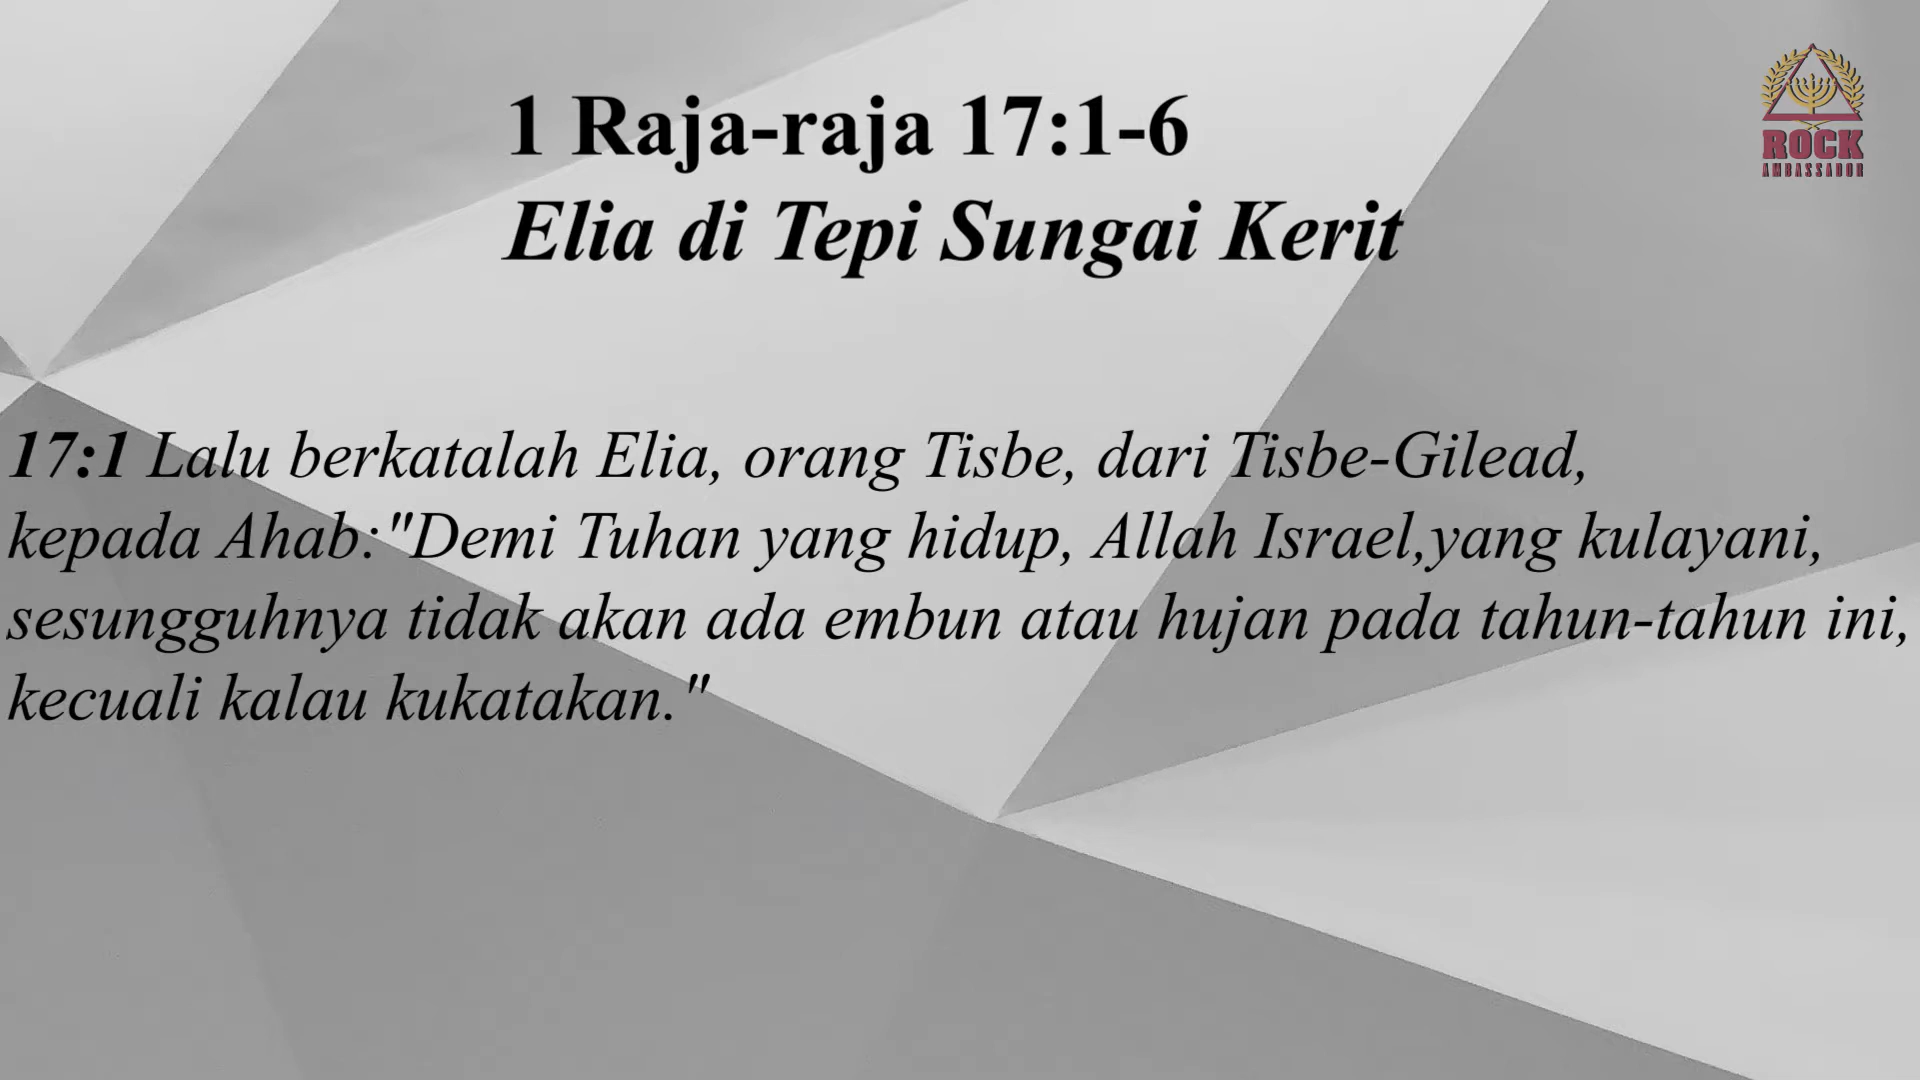 1 Raja-raja 17:1-6
Elia di Tepi Sungai Kerit
ROCK
AMBASSADOR
17:1 Lalu berkatalah Elia, orang Tisbe, dari Tisbe-Gilead,
kepada Ahab:"Demi Tuhan yang hidup, Allah Israel,yang kulayani,
sesungguhnya tidak akan ada embun atau hujan pada tahun-tahun ini,
kecuali kalau kukatakan."